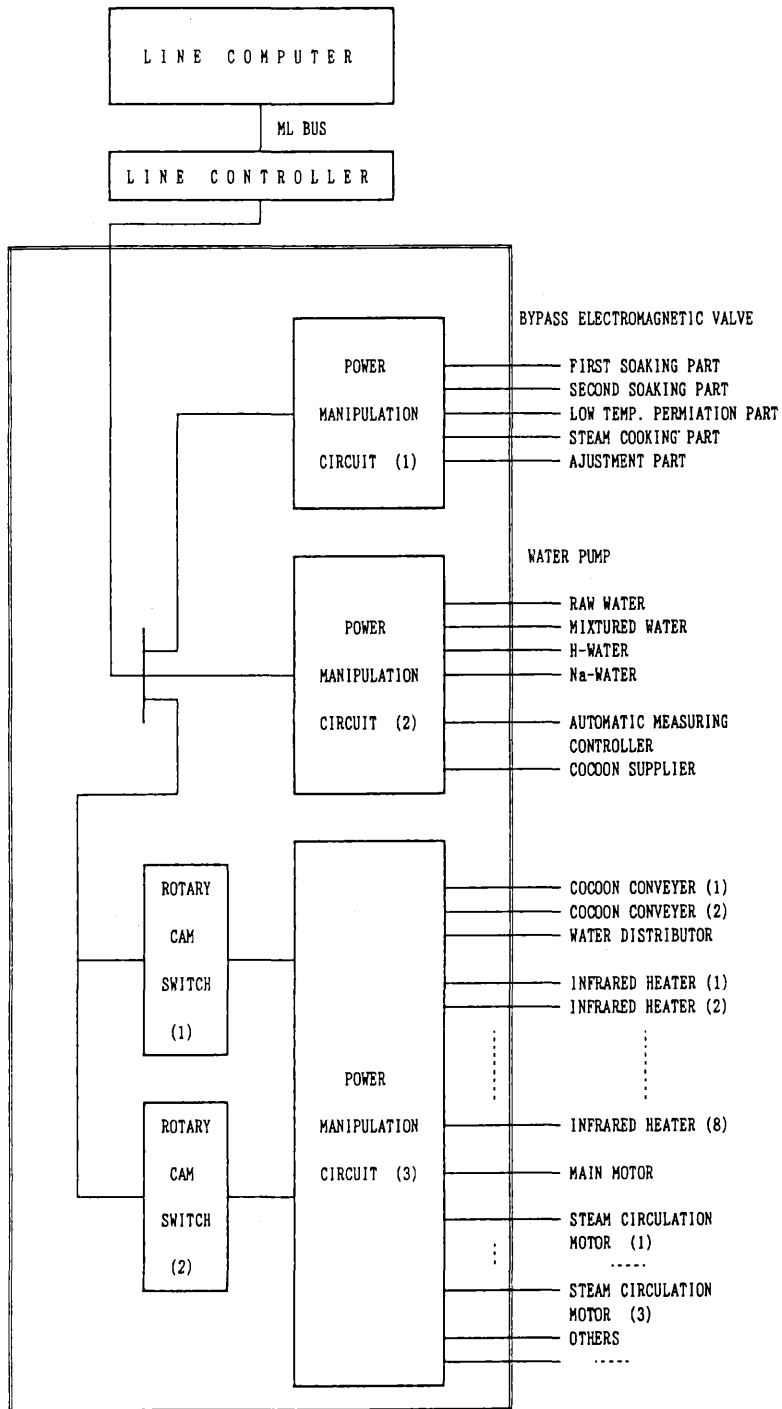 LINE COMPUTER
ML BUS
LINE CONTROLLER
BYPASS ELECTROMAGNETIC VALVE
POWER
MANIPULATION
CIRCUIT (1)
FIRST SOAKING PART
SECOND SOAKING PART
LOW TEMP. PERMIATION PART
STEAM COOKING PART
AJUSTMENT PART
WATER PUMP
POWER
MANIPULATION
CIRCUIT (2)
RAW WATER
MIXTURED WATER
H-WATER
Na-WATER
AUTOMATIC MEASURING
CONTROLLER
COCOON SUPPLIER
ROTARY
CAM
SWITCH
(1)
ROTARY
CAM
SWITCH
(2)
POWER
MANIPULATION
CIRCUIT (3)
COCOON CONVEYER (1)
COCOON CONVEYER (2)
WATER DISTRIBUTOR
INFRARED HEATER (1)
INFRARED HEATER (2)
INFRARED HEATER (8)
MAIN MOTOR
STEAM CIRCULATION
MOTOR (1)
STEAM CIRCULATION
MOTOR (3)
OTHERS